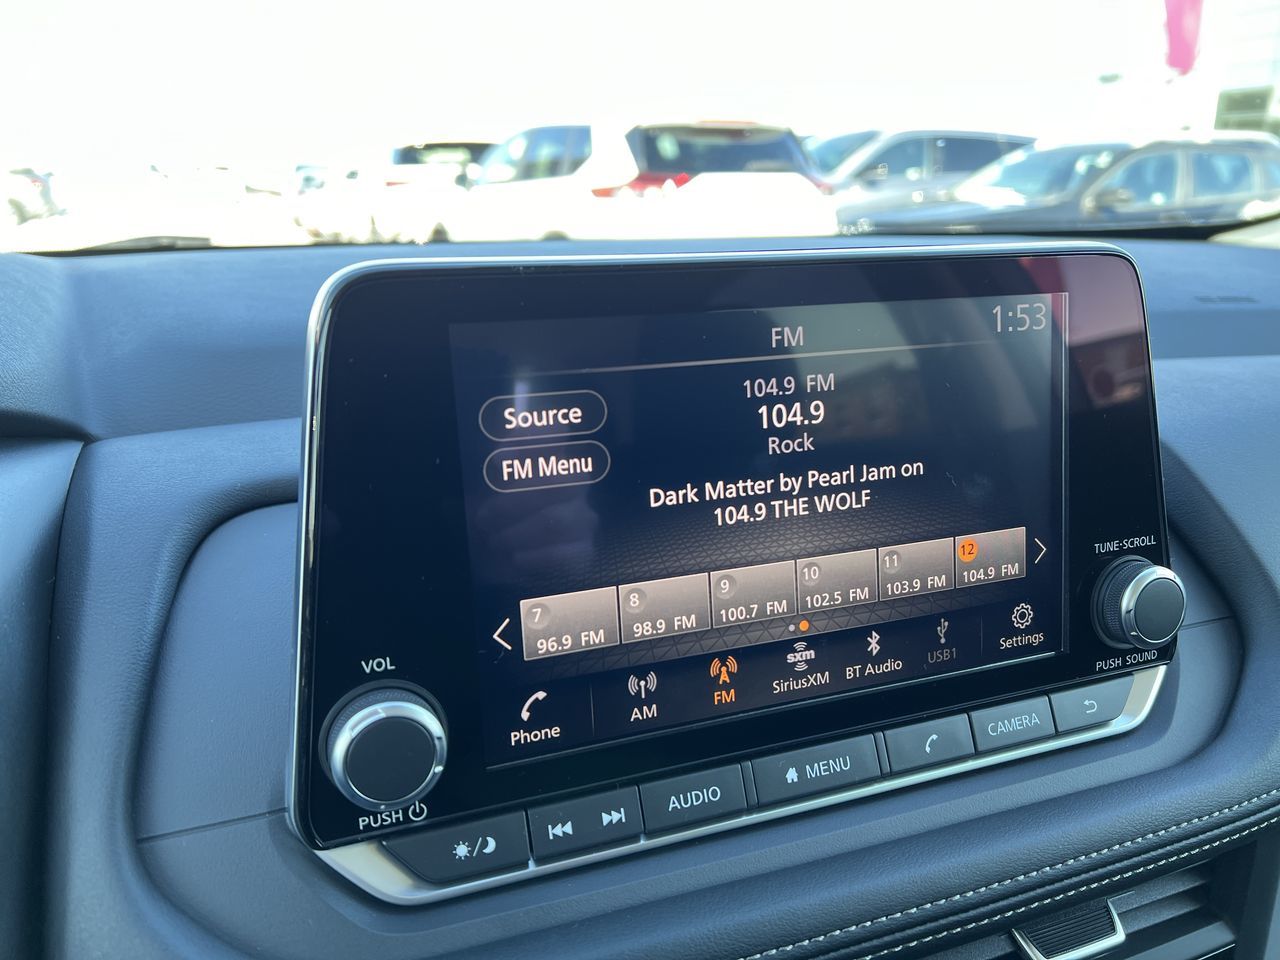 FM
1:53
104.9 FM
104.9
Rock
Source
FM Menu
Dark Matter by Pearl Jam on
104.9 THE WOLF
7
96.9 FM
8
98.9 FM
9
100.7 FM
10
102.5 FM
11
103.9 FM
12
104.9 FM
Phone
AM
FM
sxm
SiriusXM
BT Audio
USB1
Settings
VOL
PUSH
TUNE·SCROLL
PUSH SOUND
AUDIO
MENU
CAMERA